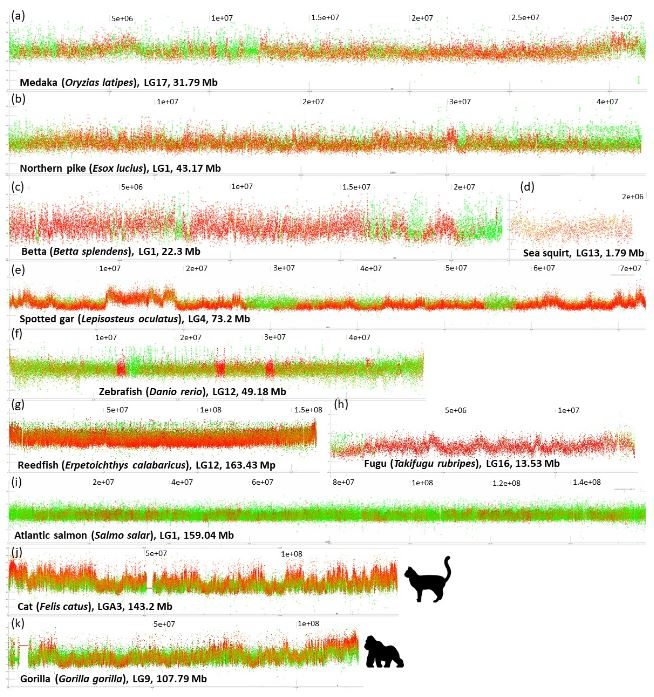 (a)
5e+06 1e+07 1.5e+07 2e+07 2.5e+07 3e+07
Medaka (Oryzias latipes), LG17, 31.79 Mb
(b)
1e+07 2e+07 3e+07 4e+07
Northern pike (Esox lucius), LG1, 43.17 Mb
(c)
5e+06 1e+07 1.5e+07 2e+07
Betta (Betta splendens), LG1, 22.3 Mb
(d)
2e+06
Sea squirt, LG13, 1.79 Mb
(e)
1e+07 2e+07 3e+07 4e+07 5e+07 6e+07 7e+07
Spotted gar (Lepisosteus oculatus), LG4, 73.2 Mb
(f)
1e+07 2e+07 3e+07 4e+07
Zebrafish (Danio rerio), LG12, 49.18 Mb
(g)
5e+07 1e+08 1.5e+08
Reedfish (Erpetoichthys calabaricus), LG12, 163.43 Mp
(h)
5e+06 1e+07
Fugu (Takifugu rubripes), LG16, 13.53 Mb
(i)
2e+07 4e+07 6e+07 8e+07 1e+08 1.2e+08 1.4e+08
Atlantic salmon (Salmo salar), LG1, 159.04 Mb
(j)
5e+07 1e+08
Cat (Felis catus), LGA3, 143.2 Mb
(k)
5e+07 1e+08
Gorilla (Gorilla gorilla), LG9, 107.79 Mb